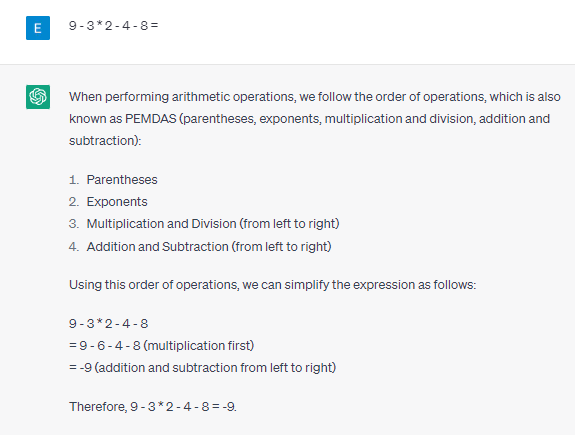 E
9 - 3 * 2 - 4 - 8 =
When performing arithmetic operations, we follow the order of operations, which is also
known as PEMDAS (parentheses, exponents, multiplication and division, addition and
subtraction):
1. Parentheses
2. Exponents
3. Multiplication and Division (from left to right)
4. Addition and Subtraction (from left to right)
Using this order of operations, we can simplify the expression as follows:
9 - 3 * 2 - 4 - 8
= 9 - 6 - 4 - 8 (multiplication first)
= -9 (addition and subtraction from left to right)
Therefore, 9 - 3 * 2 - 4 - 8 = -9.